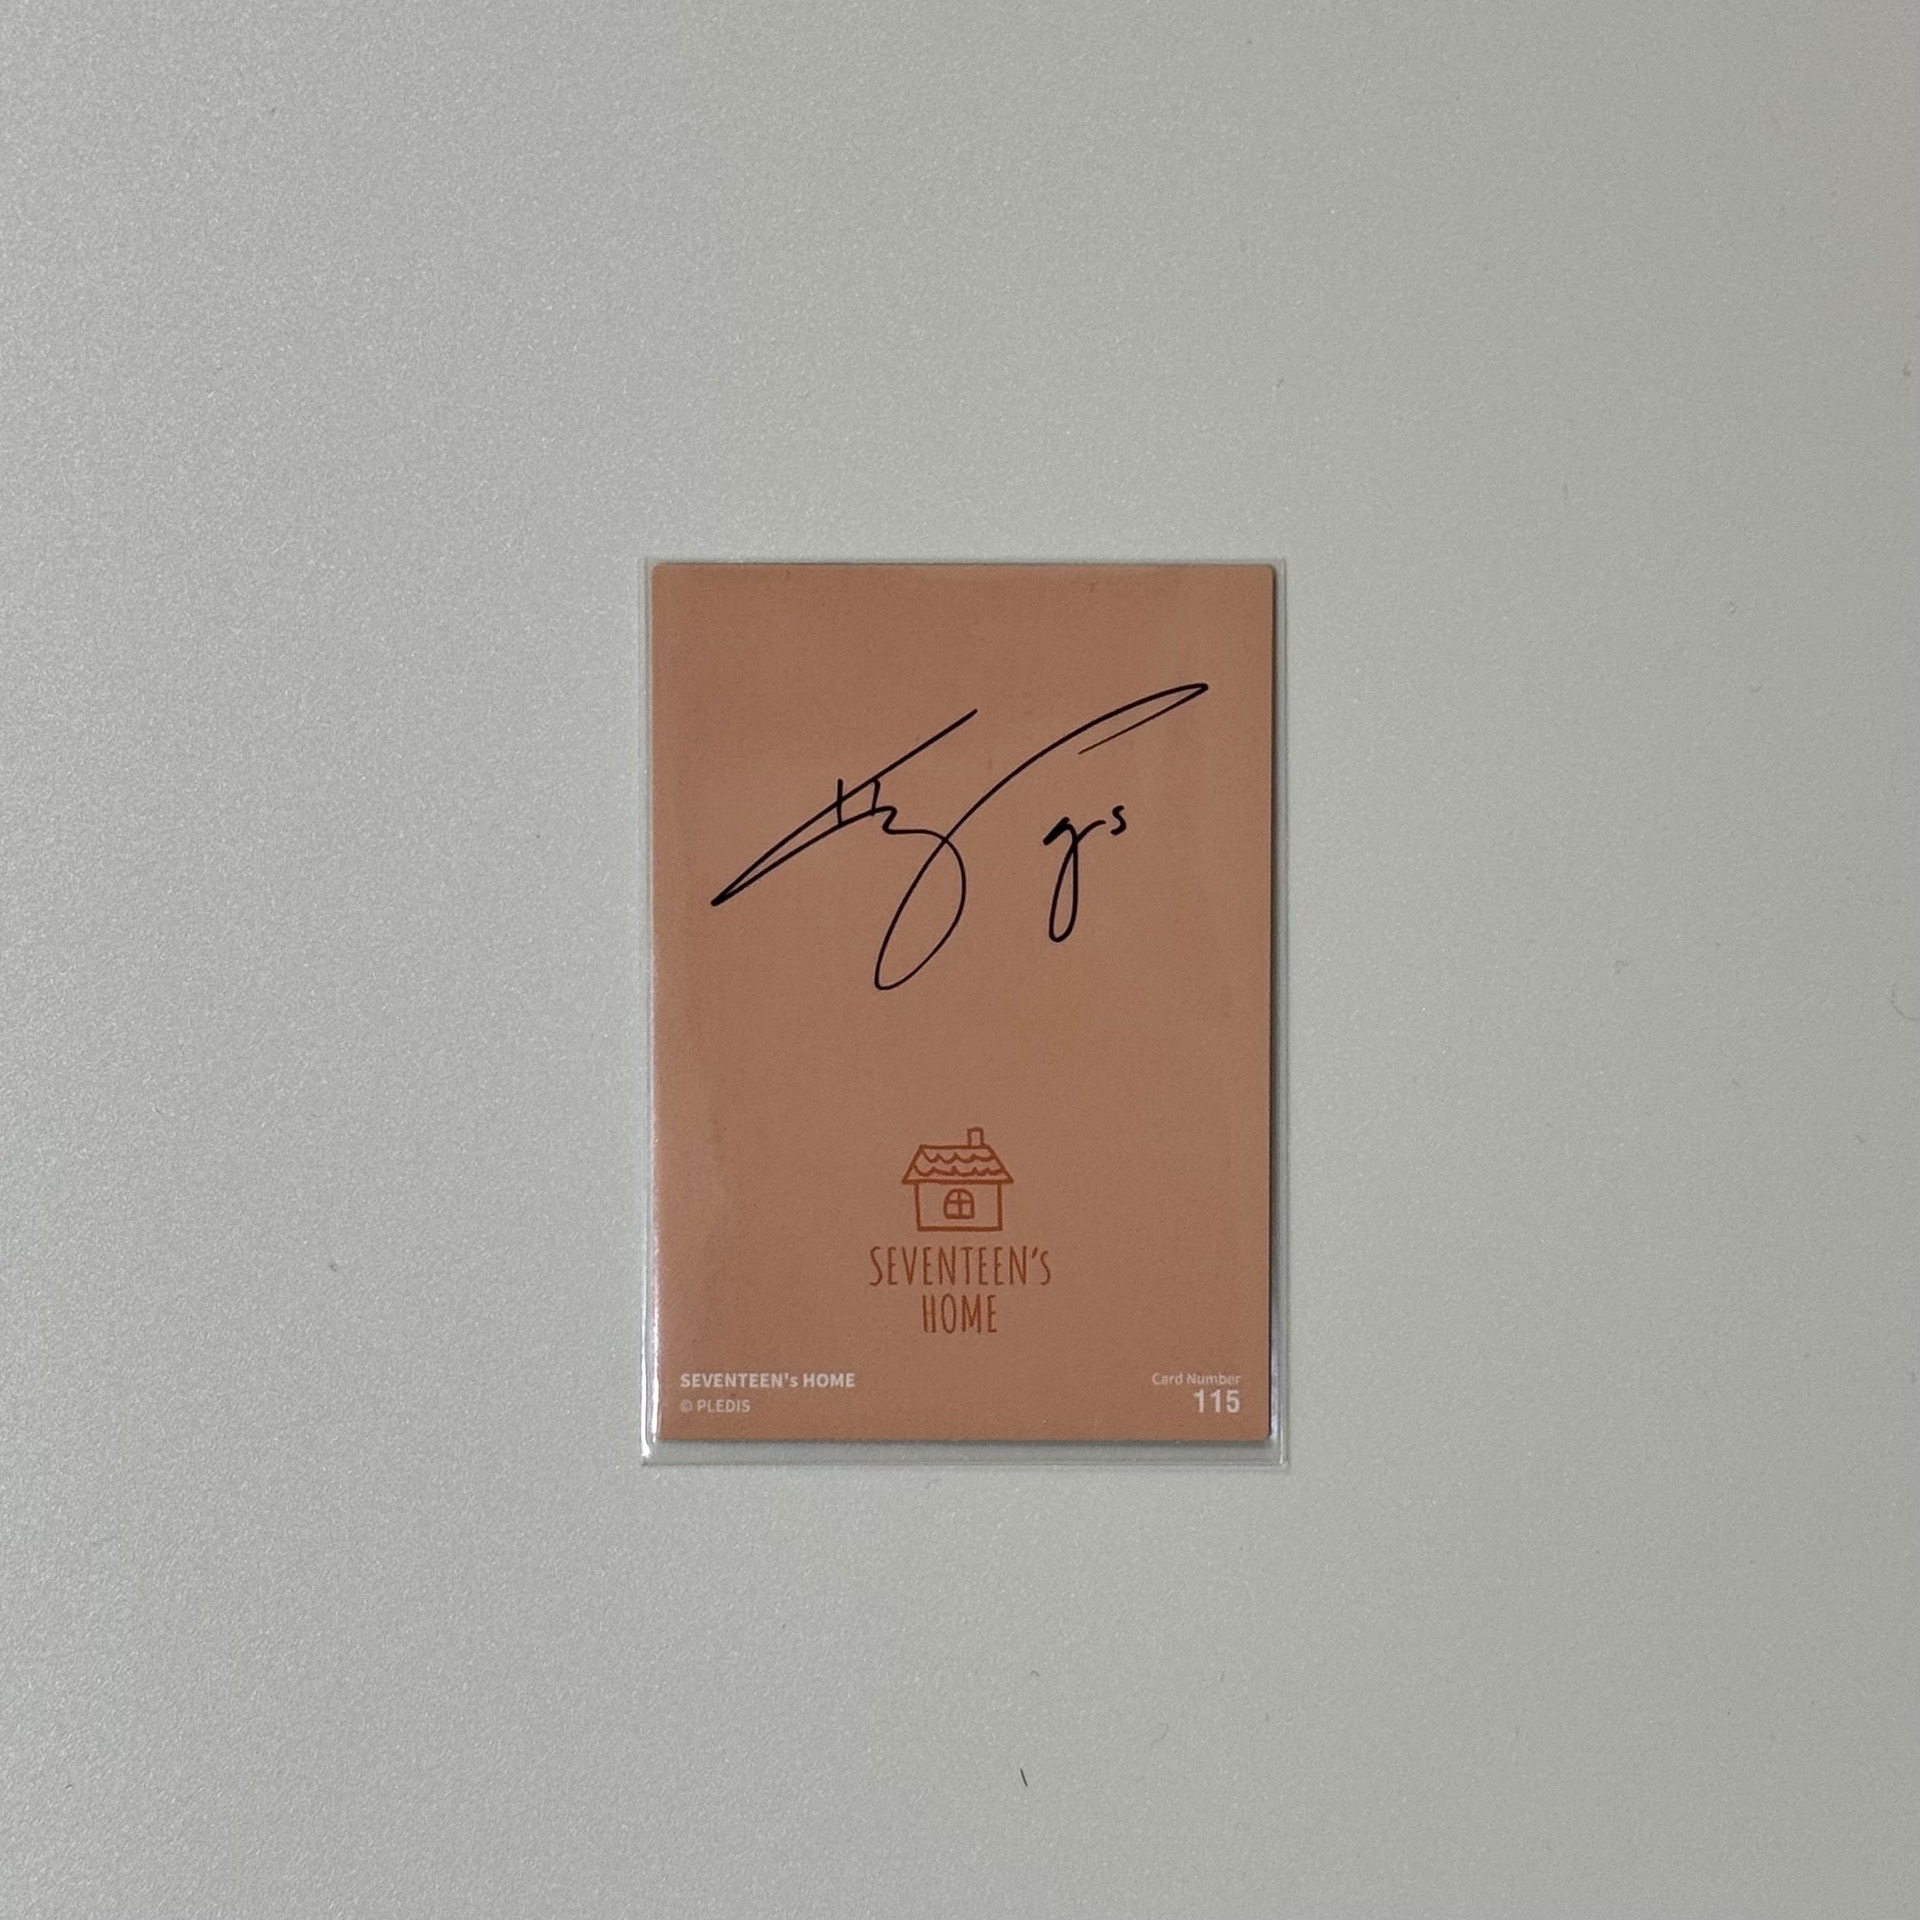 SEVENTEEN's
HOME
SEVENTEEN's HOME
© PLEDIS
Card Number
115